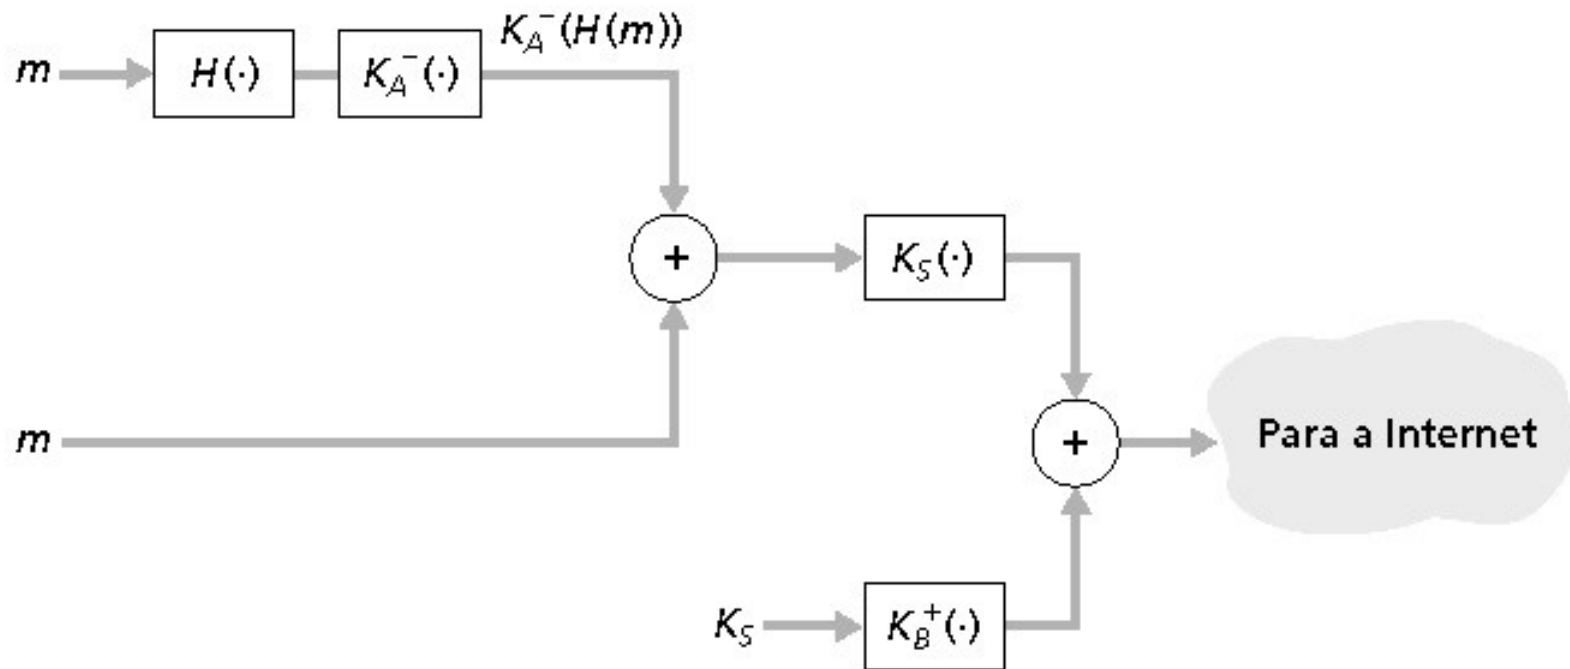 m
H(·)
K_A^-(·)
K_A^-(H(m))
+
K_S(·)
m
+
Para a Internet
K_S
K_B^+(·)